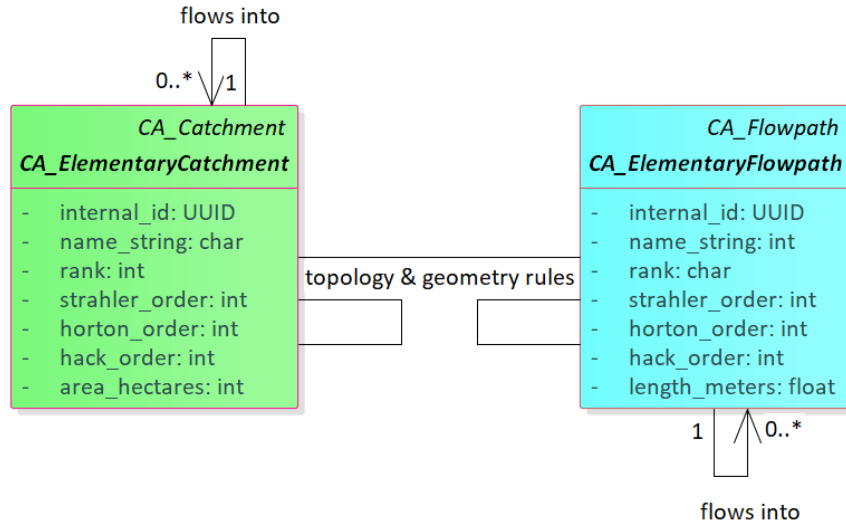 flows into
0..* 1
CA_Catchment
CA_ElementaryCatchment
- internal_id: UUID
- name_string: char
- rank: int
- strahler_order: int
- horton_order: int
- hack_order: int
- area_hectares: int
topology & geometry rules
CA_Flowpath
CA_ElementaryFlowpath
- internal_id: UUID
- name_string: int
- rank: char
- strahler_order: int
- horton_order: int
- hack_order: int
- length_meters: float
1 0..*
flows into